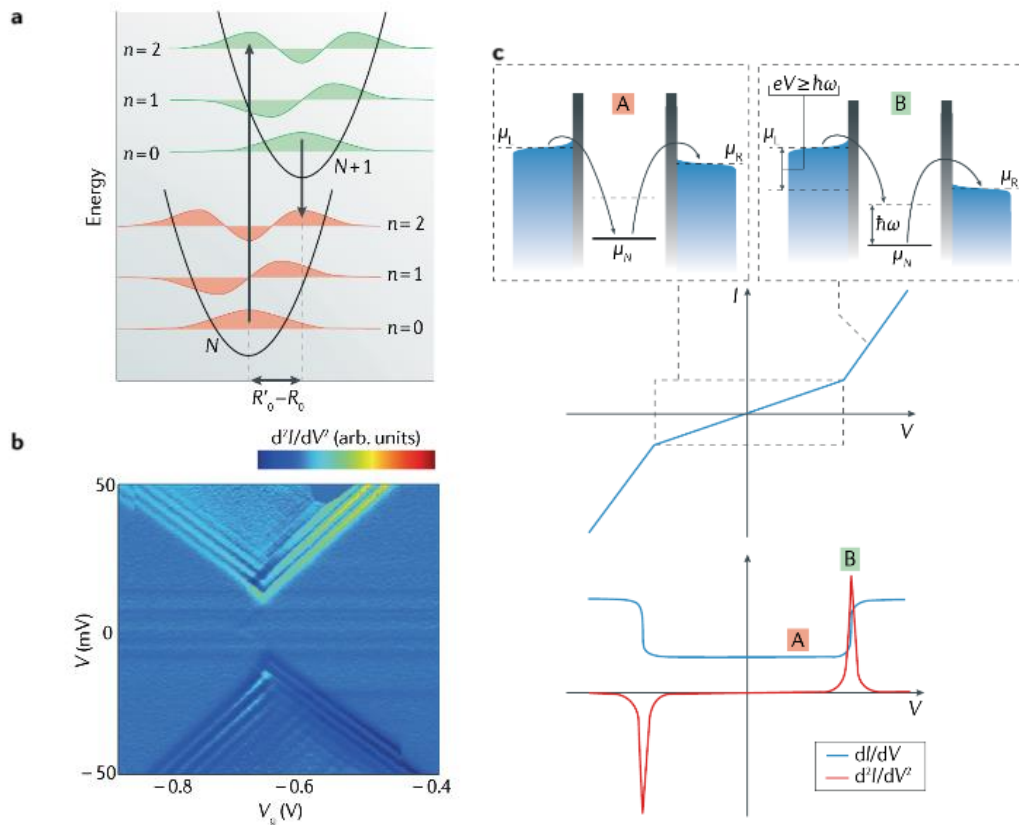 a
n = 2
n = 1
n = 0
N + 1
n = 2
n = 1
n = 0
N
Energy
R′₀ – R₀
b
d²I/dV² (arb. units)
50
0
– 50
V (mV)
– 0.8
– 0.6
– 0.4
V_g (V)
c
A
μ_L
μ_R
μ_N
eV ≥ ħω
B
μ_L
μ_R
ħω
μ_N
I
V
B
A
V
dI/dV
d²I/dV²